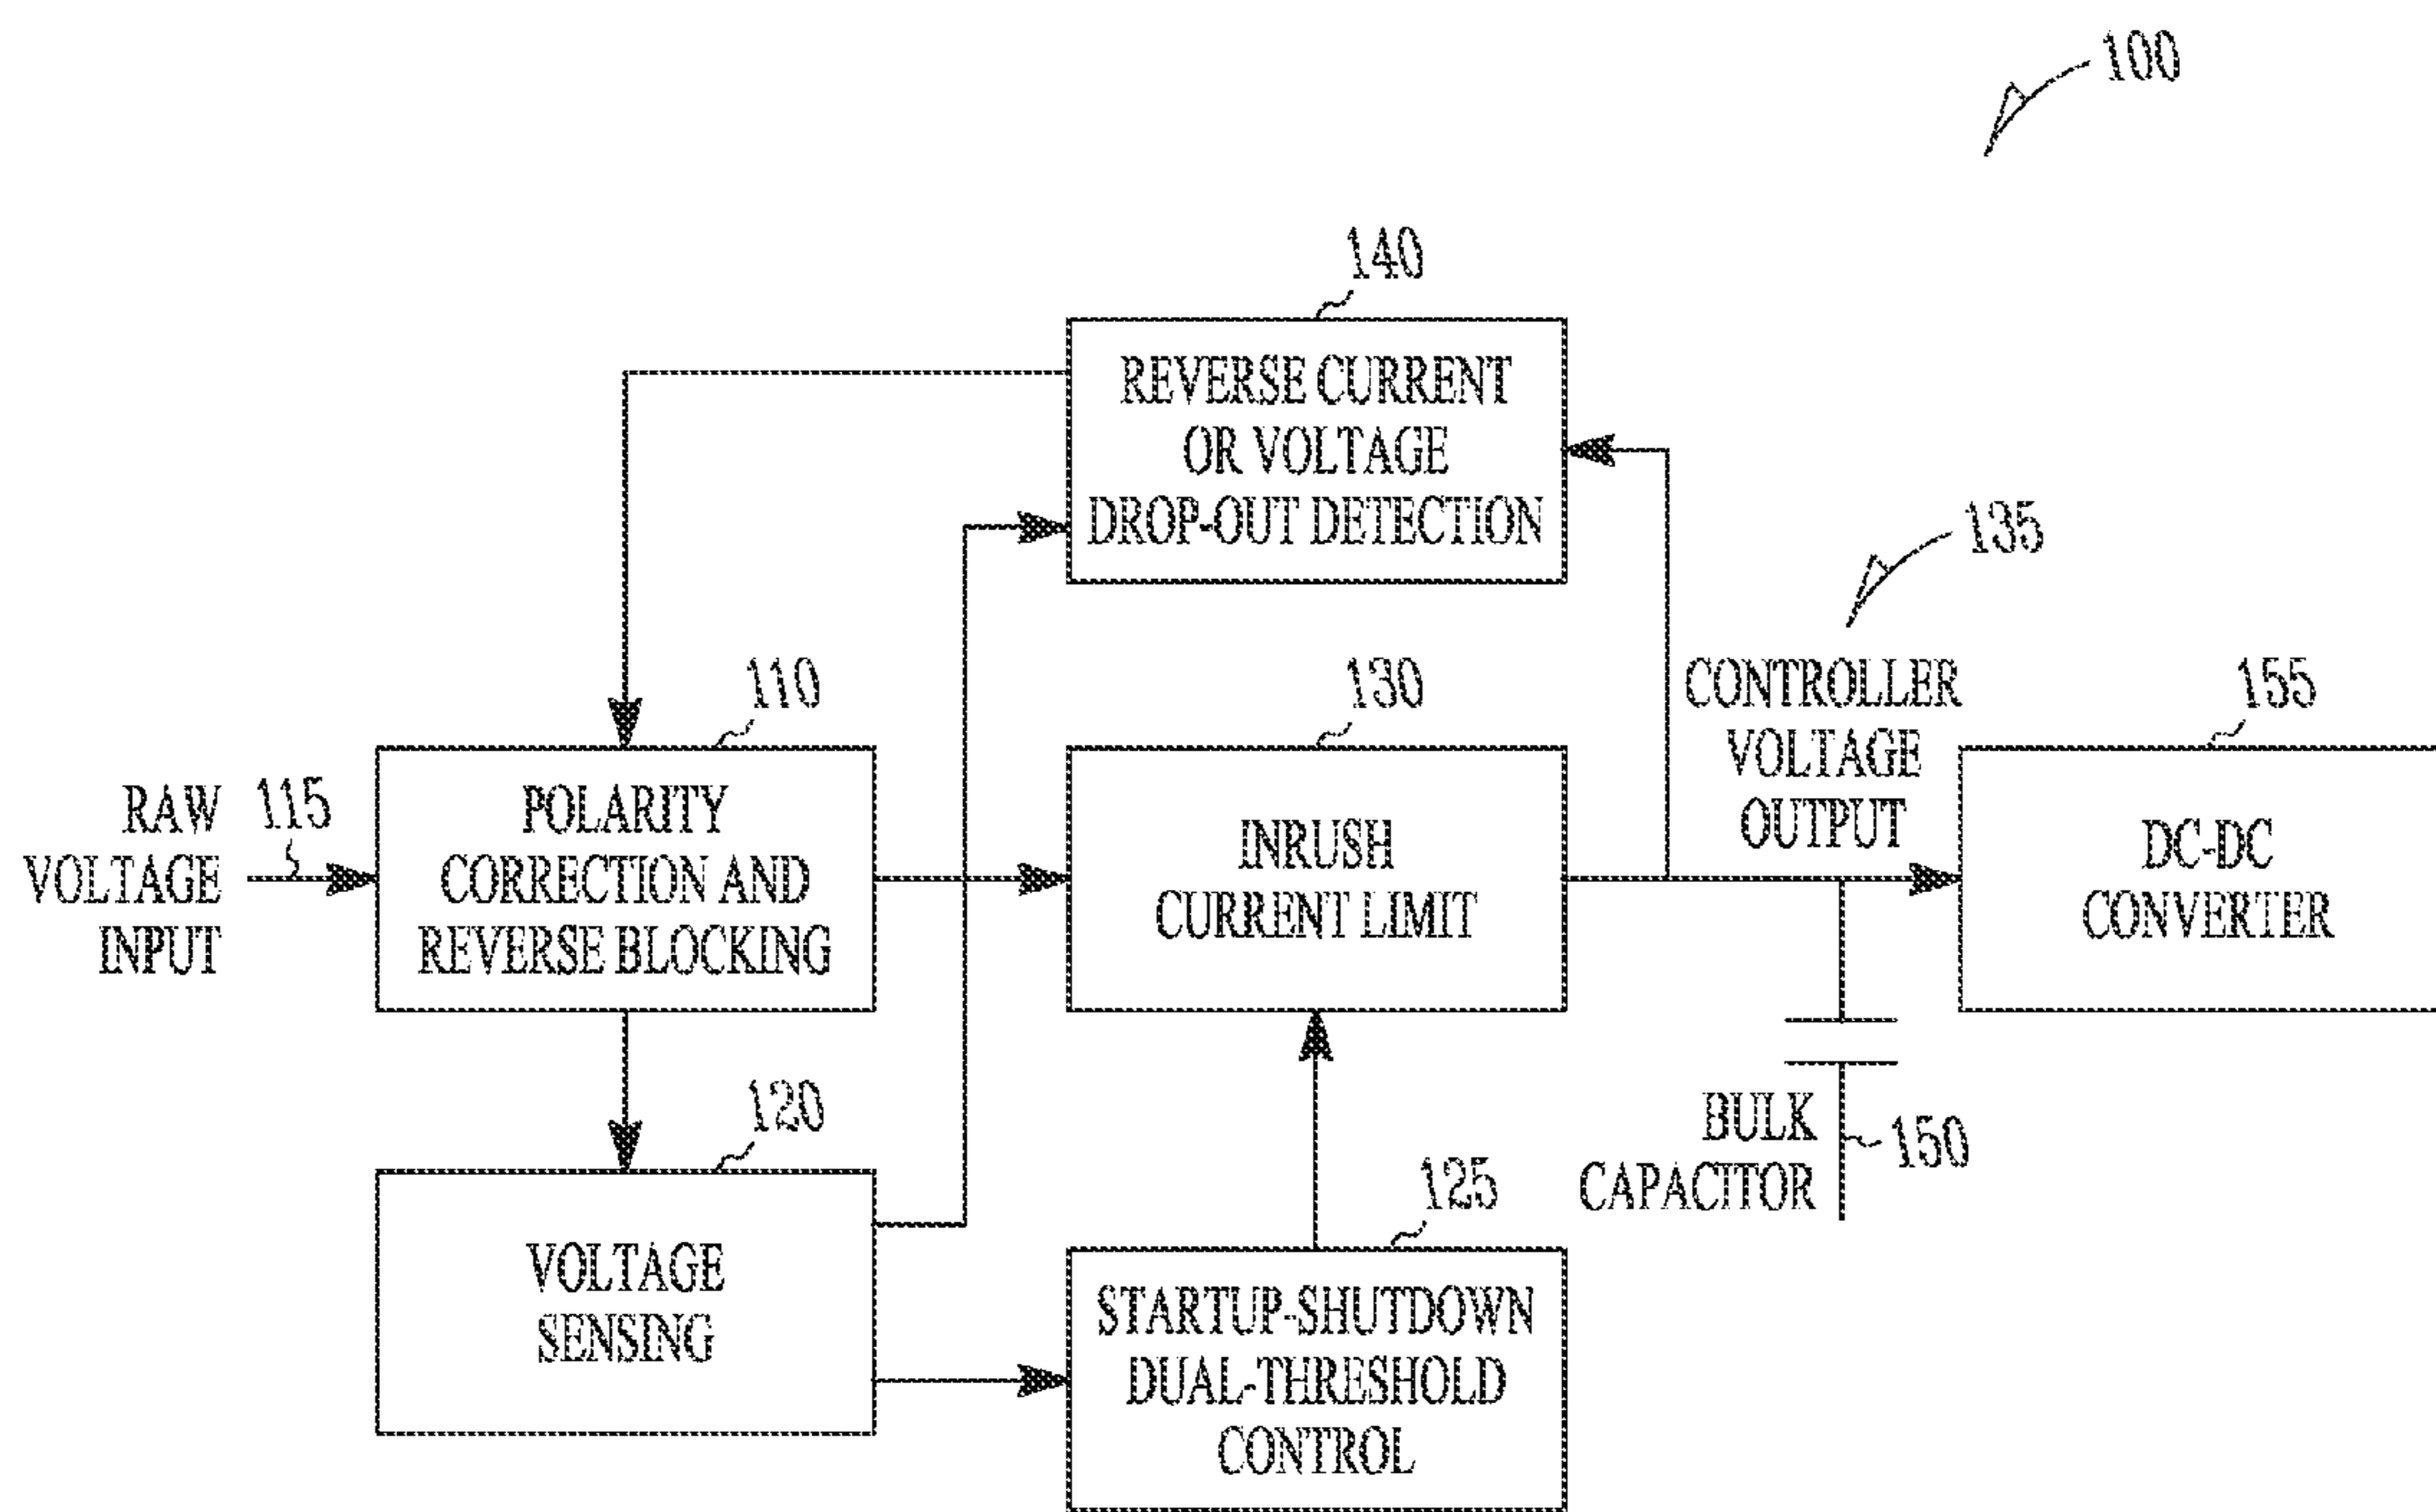 100
140
REVERSE CURRENT
OR VOLTAGE
DROP-OUT DETECTION
135
110
130
CONTROLLER
VOLTAGE
OUTPUT
155
RAW
VOLTAGE
INPUT
115
POLARITY
CORRECTION AND
REVERSE BLOCKING
INRUSH
CURRENT LIMIT
DC-DC
CONVERTER
120
VOLTAGE
SENSING
125
STARTUP-SHUTDOWN
DUAL-THRESHOLD
CONTROL
BULK
CAPACITOR
150